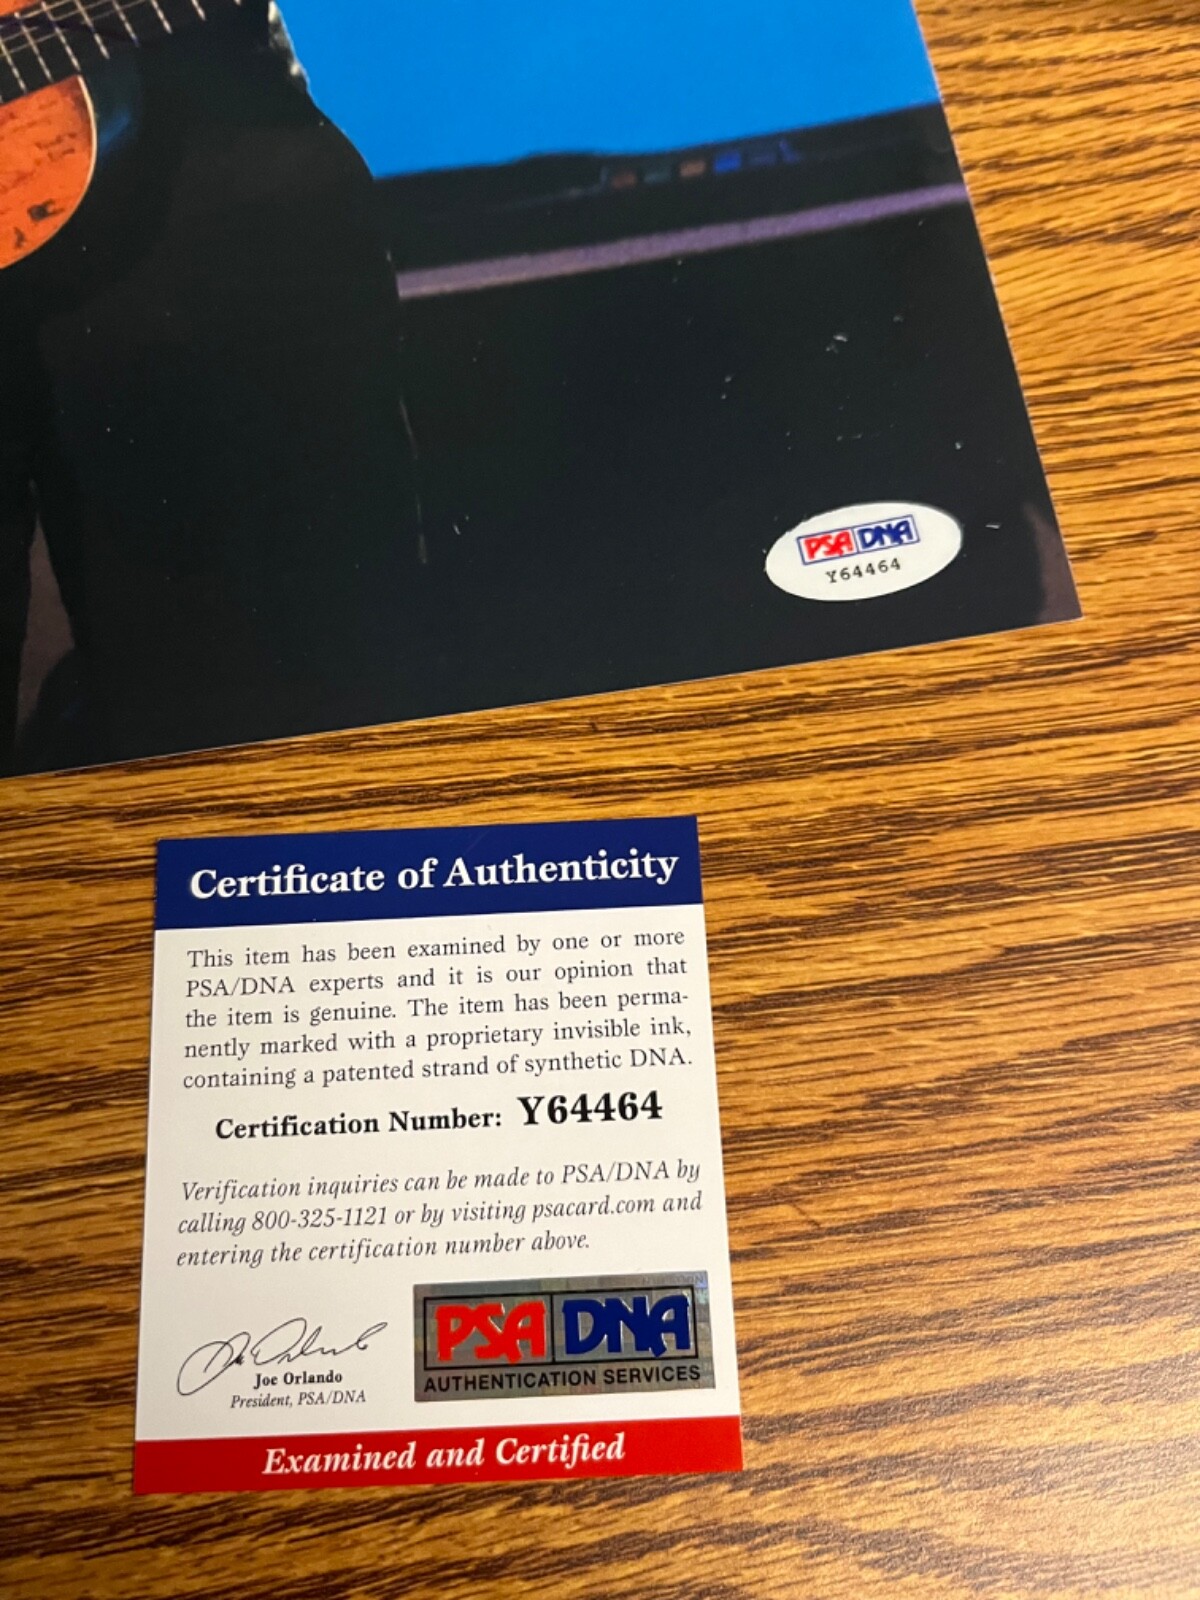 PSA DNA
Y64464
Certificate of Authenticity
This item has been examined by one or more
PSA/DNA experts and it is our opinion that
the item is genuine. The item has been perma-
nently marked with a proprietary invisible ink,
containing a patented strand of synthetic DNA.
Certification Number: Y64464
Verification inquiries can be made to PSA/DNA by
calling 800-325-1121 or by visiting psacard.com and
entering the certification number above.
Joe Orlando
President, PSA/DNA
PSA DNA
AUTHENTICATION SERVICES
Examined and Certified